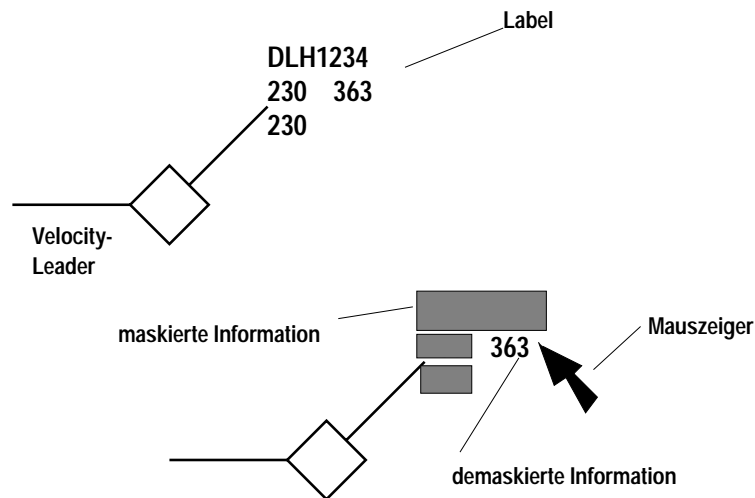 Label
DLH1234
230 363
230
Velocity-
Leader
maskierte Information
363
Mauszeiger
demaskierte Information